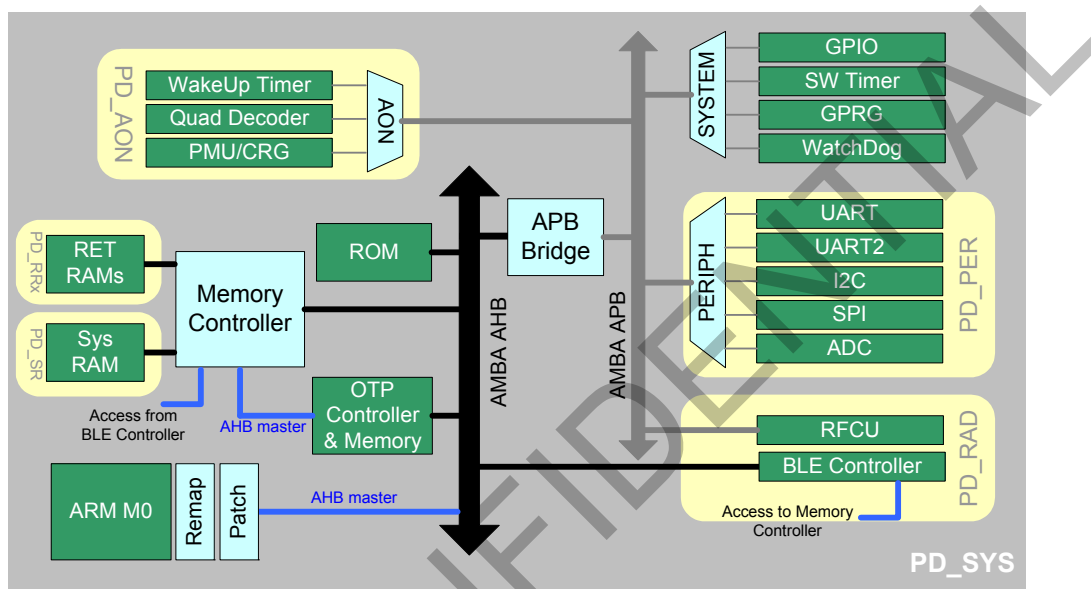 PD_AON
WakeUp Timer
Quad Decoder
PMU/CRG
AON
SYSTEM
GPIO
SW Timer
GPRG
WatchDog
PD_RRx
RET
RAMs
PD_SR
Sys
RAM
Memory
Controller
ROM
APB
Bridge
AMBA AHB
AMBA APB
PERIPH
UART
UART2
I2C
SPI
ADC
PD_PER
Access from
BLE Controller
AHB master
OTP
Controller
& Memory
RFCU
BLE Controller
PD_RAD
Access to Memory
Controller
ARM M0
Remap
Patch
AHB master
PD_SYS
FIDENTIAL